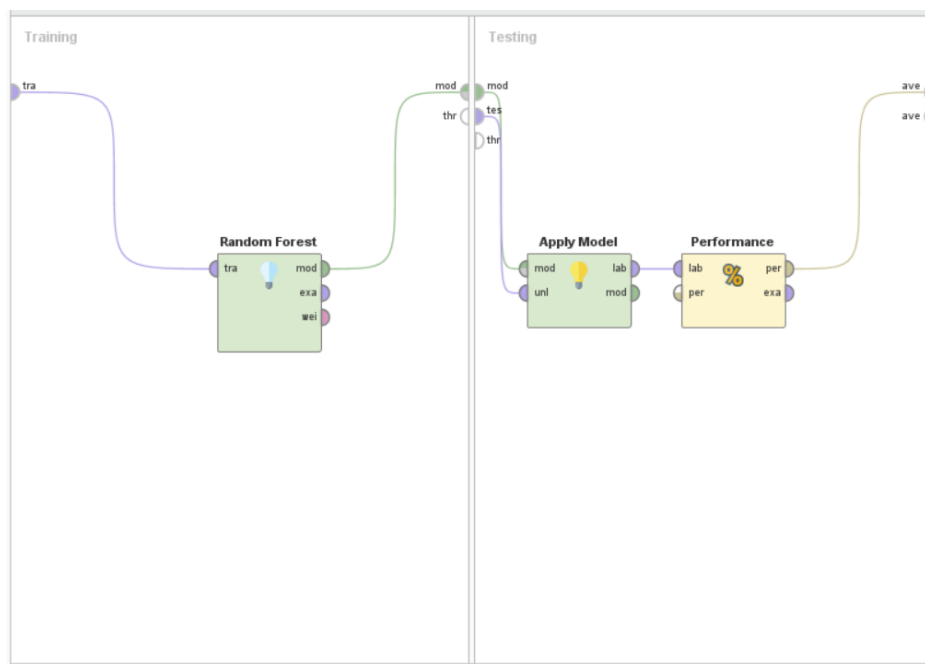 Training
Testing
tra
mod
thr
mod
tes
thr
ave
ave
Random Forest
tra
mod
exa
wei
Apply Model
mod
lab
unl
mod
Performance
lab
per
per
exa